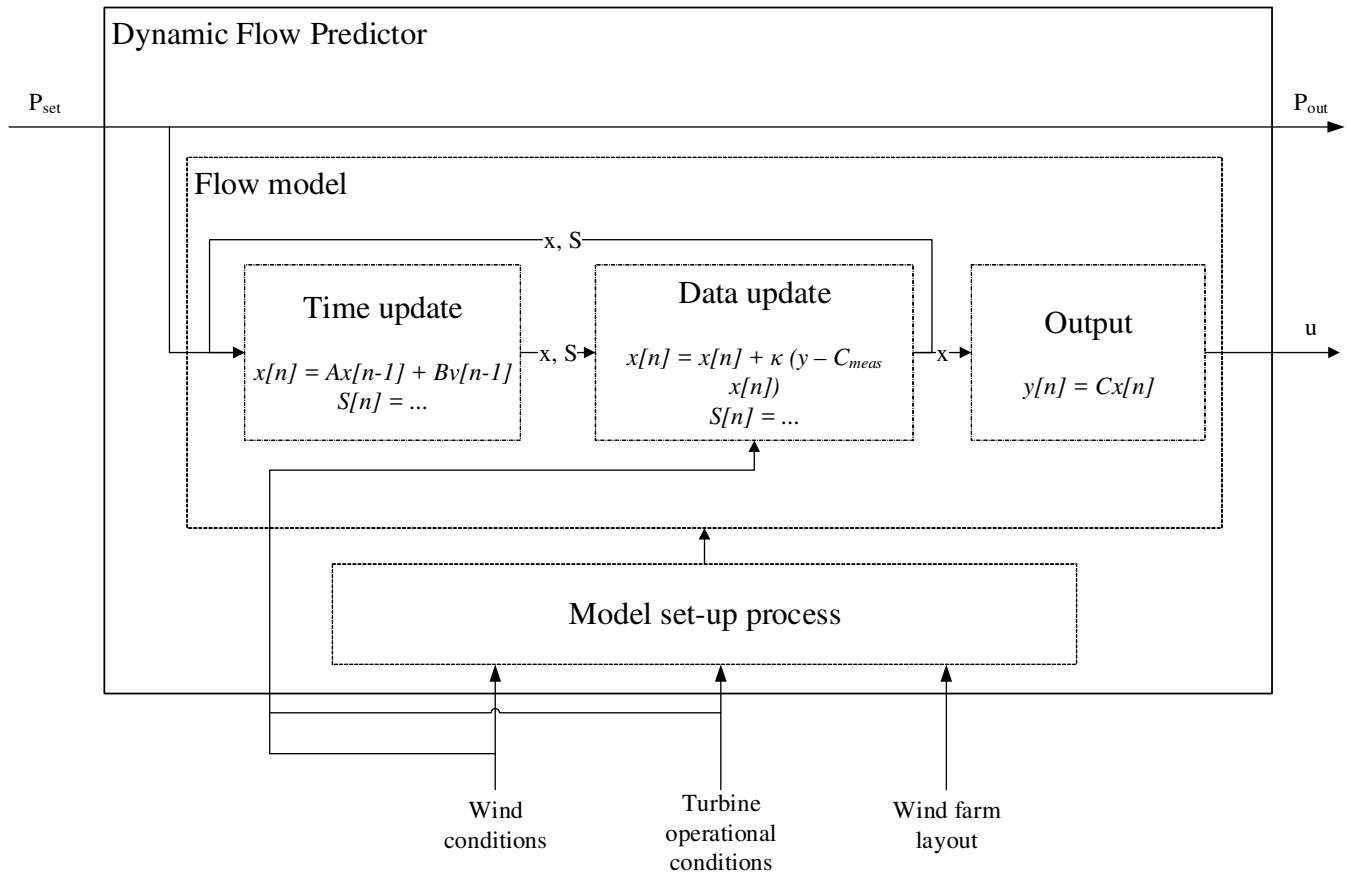 Dynamic Flow Predictor
P_set
P_out
Flow model
x, S
Time update
x[n] = Ax[n-1] + Bv[n-1]
S[n] = ...
x, S
Data update
x[n] = x[n] + κ (y – C_meas
x[n])
S[n] = ...
x
Output
y[n] = Cx[n]
u
Model set-up process
Wind
conditions
Turbine
operational
conditions
Wind farm
layout